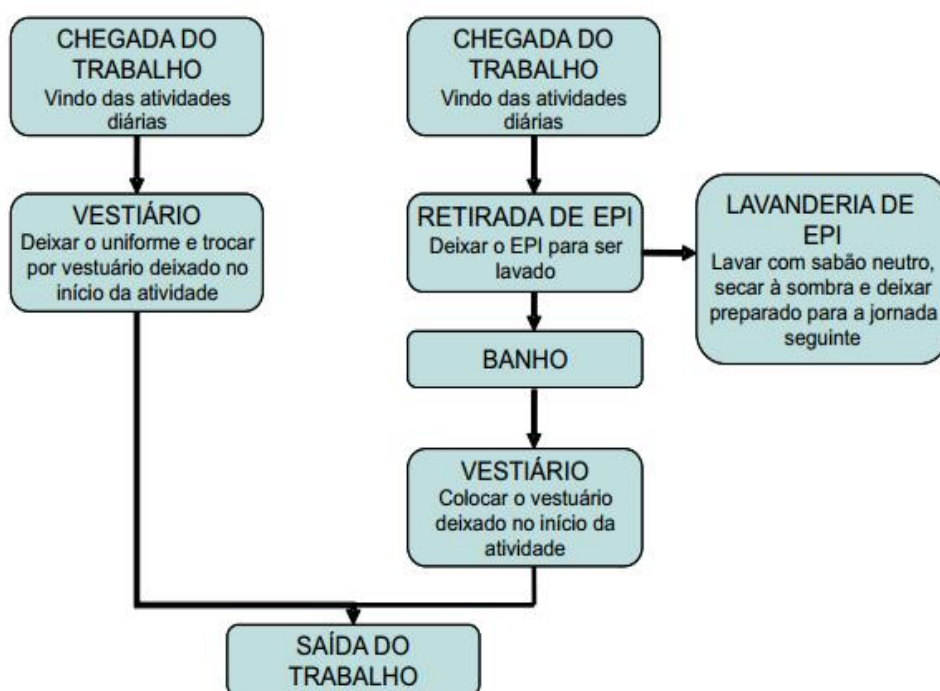 CHEGADA DO
TRABALHO
Vindo das atividades
diárias
VESTIÁRIO
Deixar o uniforme e trocar
por vestuário deixado no
início da atividade
CHEGADA DO
TRABALHO
Vindo das atividades
diárias
RETIRADA DE EPI
Deixar o EPI para ser
lavado
LAVANDERIA DE
EPI
Lavar com sabão neutro,
secar à sombra e deixar
preparado para a jornada
seguinte
BANHO
VESTIÁRIO
Colocar o vestuário
deixado no início da
atividade
SAÍDA DO
TRABALHO